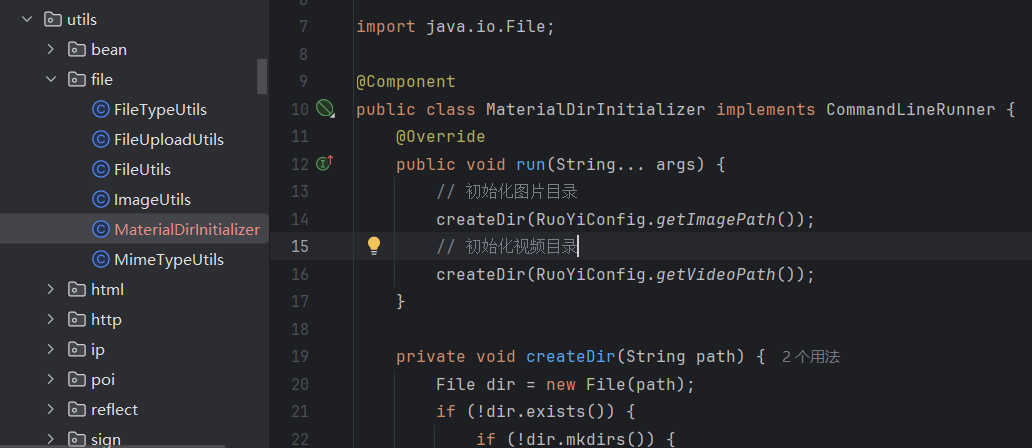 utils
bean
file
FileTypeUtils
FileUploadUtils
FileUtils
ImageUtils
MaterialDirInitializer
MimeTypeUtils
html
http
ip
poi
reflect
sign
7 import java.io.File;
8
9 @Component
10 public class MaterialDirInitializer implements CommandLineRunner {
11 @Override
12 public void run(String... args) {
13 // 初始化图片目录
14 createDir(RuoYiConfig.getImagePath());
15 // 初始化视频目录
16 createDir(RuoYiConfig.getVideoPath());
17 }
18
19 private void createDir(String path) { 2 个用法
20 File dir = new File(path);
21 if (!dir.exists()) {
22 if (!dir.mkdirs()) {